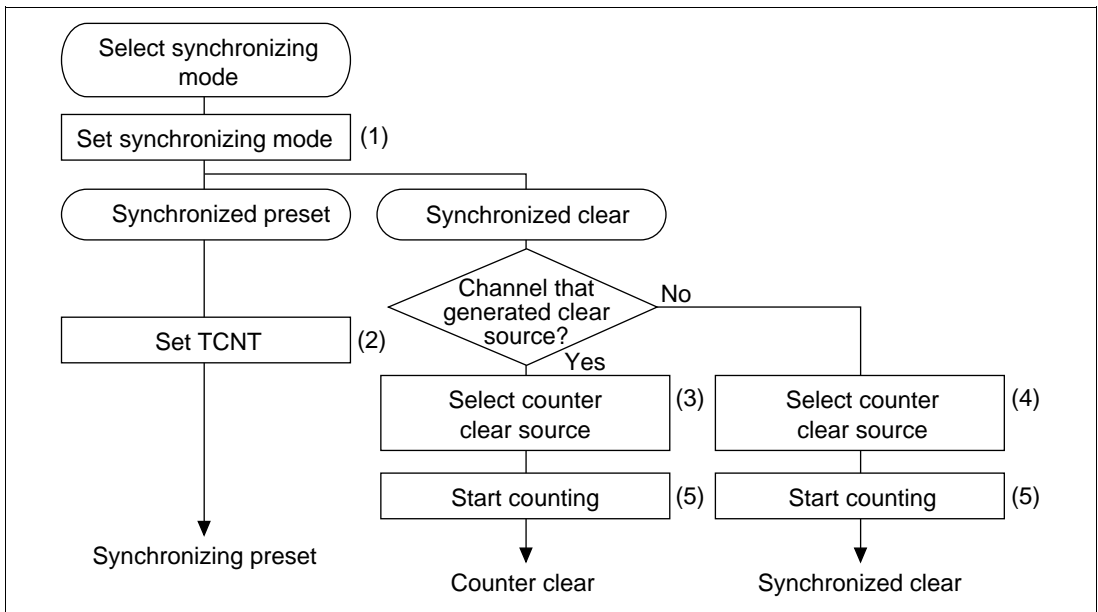 Select synchronizing
mode
Set synchronizing mode (1)
Synchronized preset
Synchronized clear
Channel that
generated clear
source?
No
Yes
Set TCNT (2)
Select counter
clear source
(3)
Select counter
clear source
(4)
Start counting (5)
Start counting (5)
Synchronizing preset
Counter clear
Synchronized clear